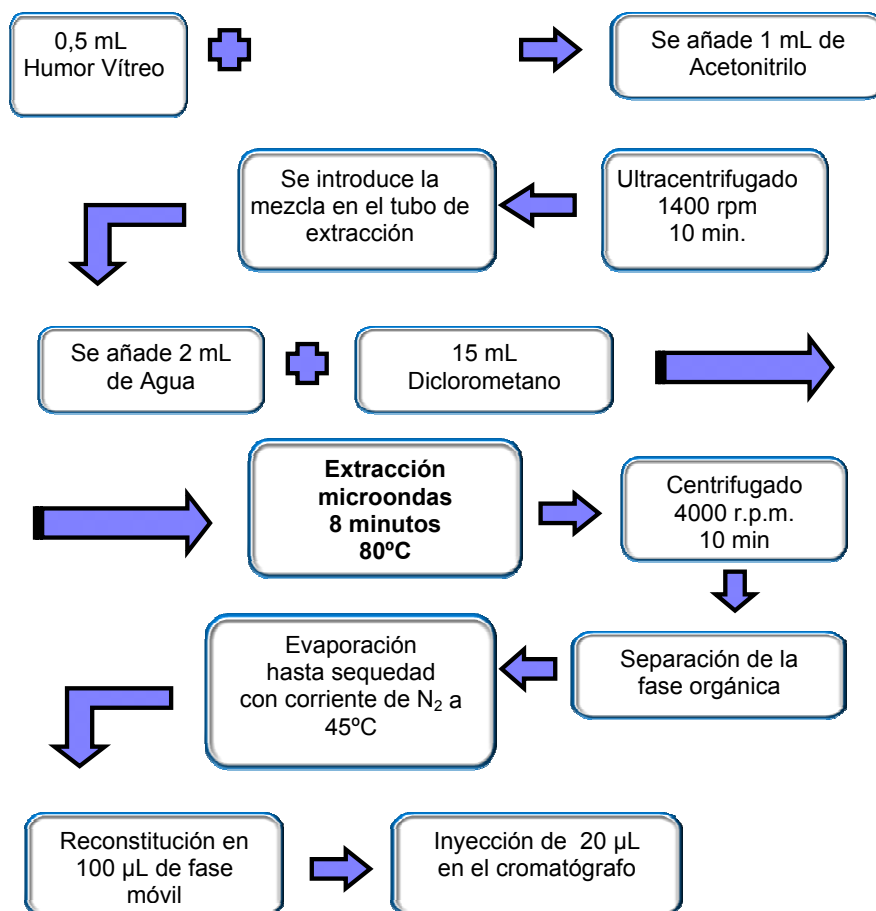 0,5 mL
Humor Vítreo
Se añade 1 mL de
Acetonitrilo
Ultracentrifugado
1400 rpm
10 min.
Se introduce la
mezcla en el tubo de
extracción
Se añade 2 mL
de Agua
15 mL
Diclorometano
Extracción
microondas
8 minutos
80ºC
Centrifugado
4000 r.p.m.
10 min
Separación de la
fase orgánica
Evaporación
hasta sequedad
con corriente de N₂ a
45ºC
Reconstitución en
100 µL de fase
móvil
Inyección de 20 µL
en el cromatógrafo